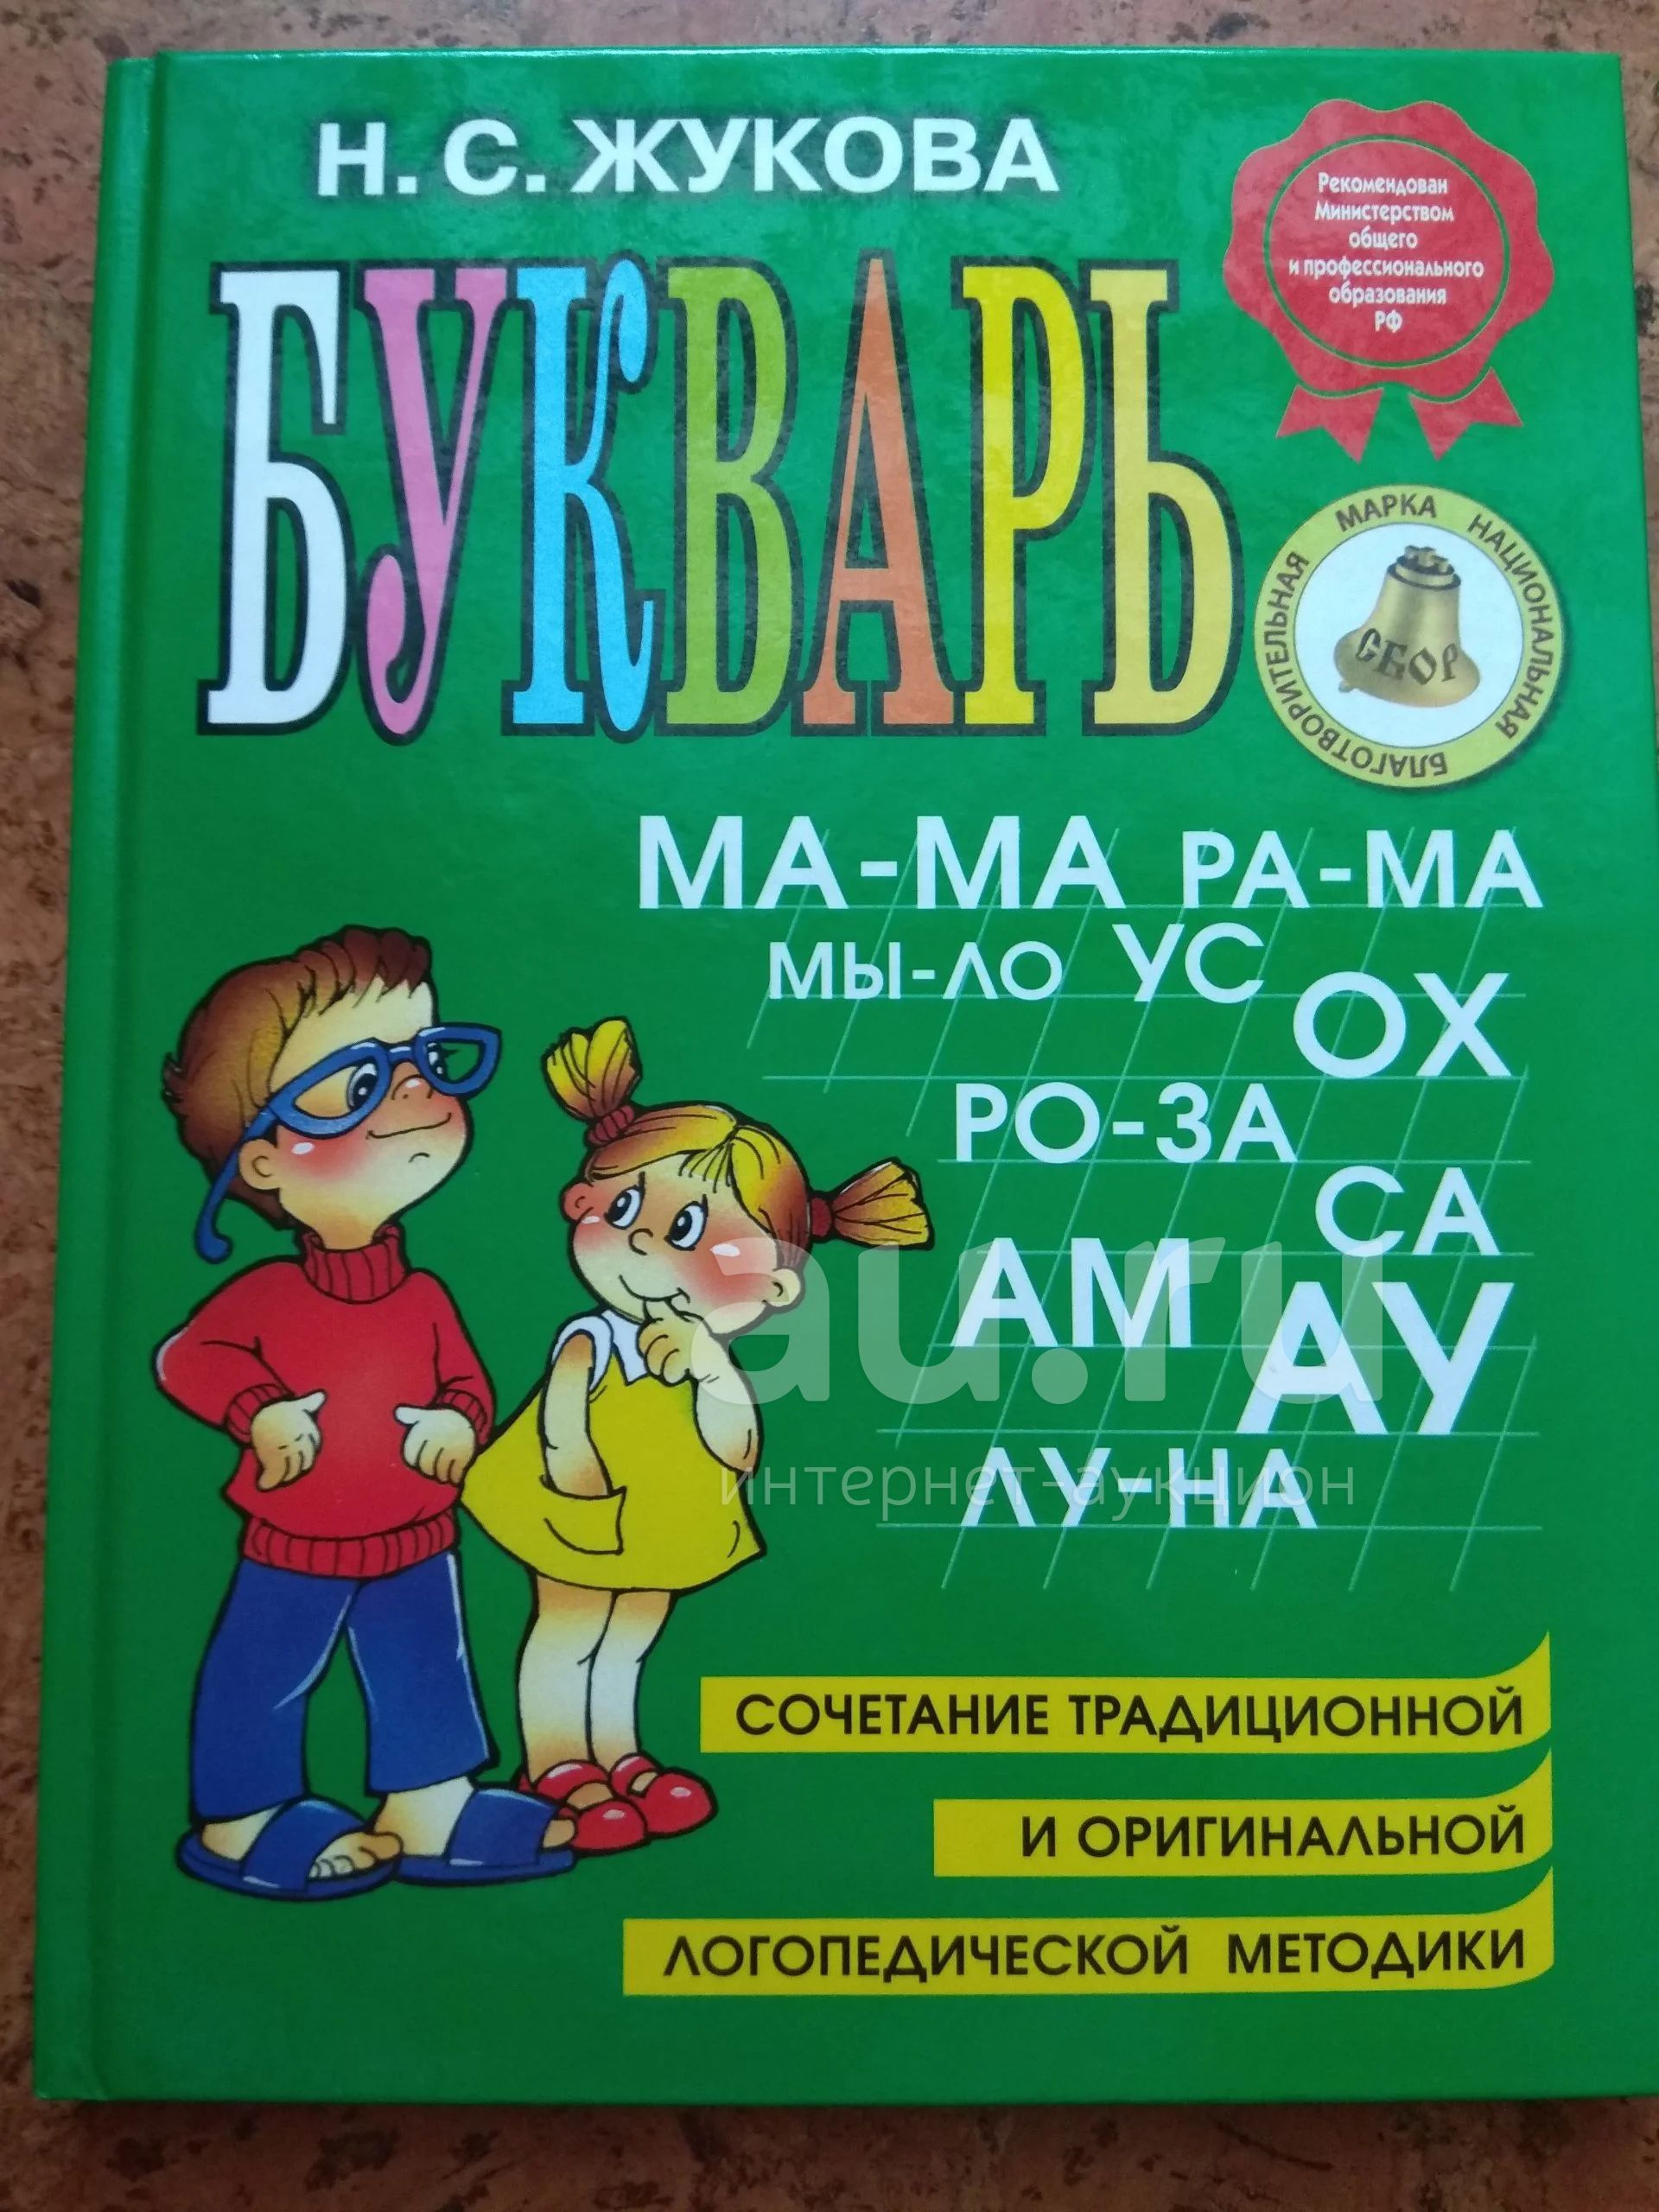 Н. С. ЖУКОВА
БУКВАРЬ
Рекомендован
Министерством
общего
и профессионального
образования
РФ
БЛАГОТВОРИТЕЛЬНАЯ МАРКА НАЦИОНАЛЬНАЯ
СБОР
МА-МА РА-МА
МЫ-ЛО УС
ОХ
РО-ЗА
СА
АМ
АУ
ЛУ-НА
au.ru
интернет-аукцион
СОЧЕТАНИЕ ТРАДИЦИОННОЙ
И ОРИГИНАЛЬНОЙ
ЛОГОПЕДИЧЕСКОЙ МЕТОДИКИ